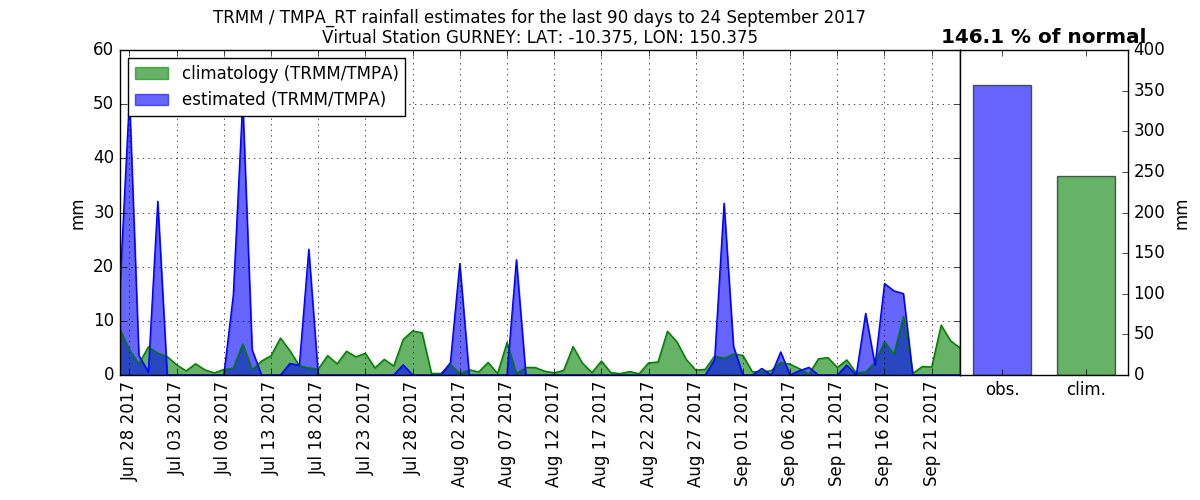 TRMM / TMPA_RT rainfall estimates for the last 90 days to 24 September 2017
Virtual Station GURNEY: LAT: -10.375, LON: 150.375
146.1 % of normal
climatology (TRMM/TMPA)
estimated (TRMM/TMPA)
60
50
40
30
20
10
0
mm
Jun 28 2017
Jul 03 2017
Jul 08 2017
Jul 13 2017
Jul 18 2017
Jul 23 2017
Jul 28 2017
Aug 02 2017
Aug 07 2017
Aug 12 2017
Aug 17 2017
Aug 22 2017
Aug 27 2017
Sep 01 2017
Sep 06 2017
Sep 11 2017
Sep 16 2017
Sep 21 2017
obs.
clim.
400
350
300
250
200
150
100
50
0
mm